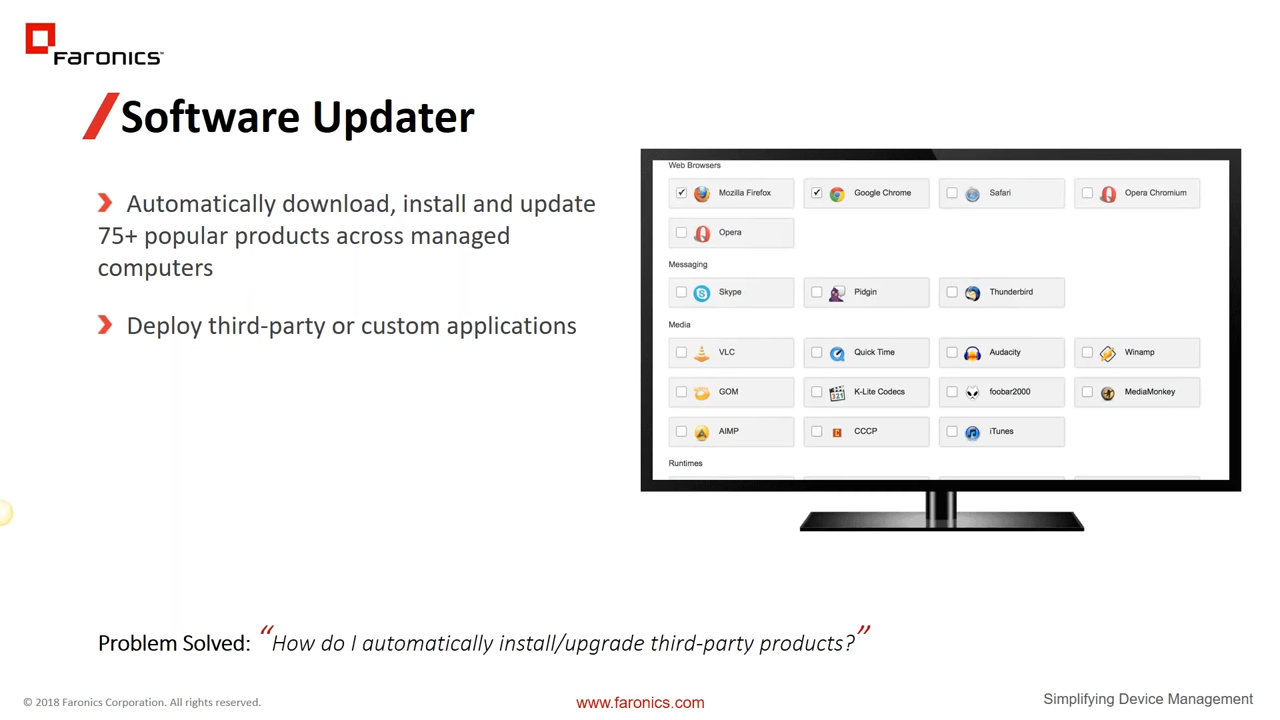 FARONICS™
Software Updater
Automatically download, install and update
75+ popular products across managed
computers
Deploy third-party or custom applications
Web Browsers
Mozilla Firefox
Google Chrome
Safari
Opera Chromium
Opera
Messaging
Skype
Pidgin
Thunderbird
Media
VLC
Quick Time
Audacity
Winamp
GOM
K-Lite Codecs
foobar2000
MediaMonkey
AIMP
CCCP
iTunes
Runtimes
Problem Solved: “How do I automatically install/upgrade third-party products?”
© 2018 Faronics Corporation. All rights reserved.
www.faronics.com
Simplifying Device Management